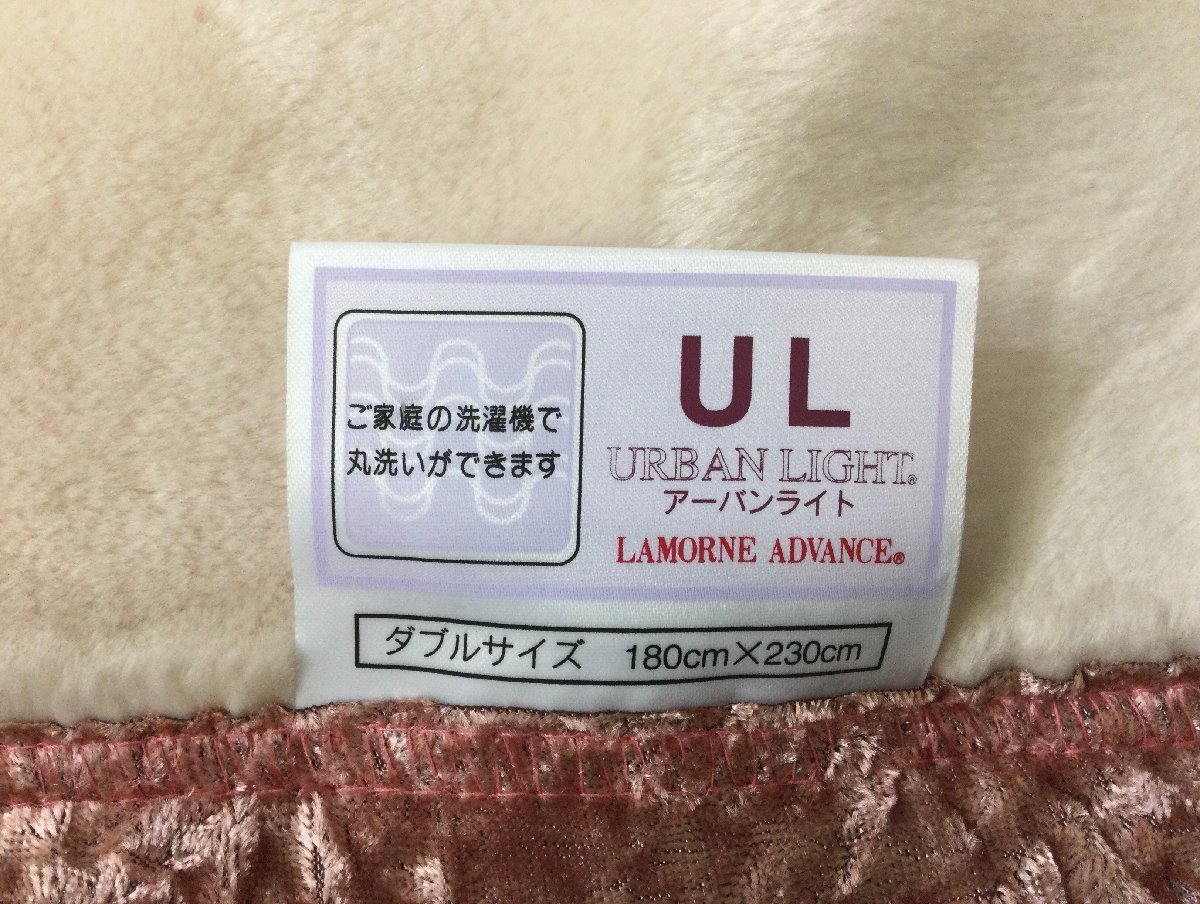 ご家庭の洗濯機で
丸洗いができます
UL
URBAN LIGHT®
アーバンライト
LAMORNE ADVANCE®
ダブルサイズ 180cm×230cm